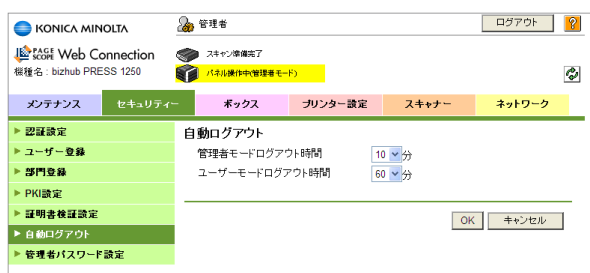 KONICA MINOLTA
管理者
ログアウト
?
PAGE SCOPE Web Connection
スキャン準備完了
機種名 : bizhub PRESS 1250
パネル操作中(管理者モード)
メンテナンス セキュリティー ボックス プリンター設定 スキャナー ネットワーク
認証設定
ユーザー登録
部門登録
PKI設定
証明書検証設定
自動ログアウト
管理者パスワード設定
自動ログアウト
管理者モードログアウト時間 10 分
ユーザーモードログアウト時間 60 分
OK キャンセル